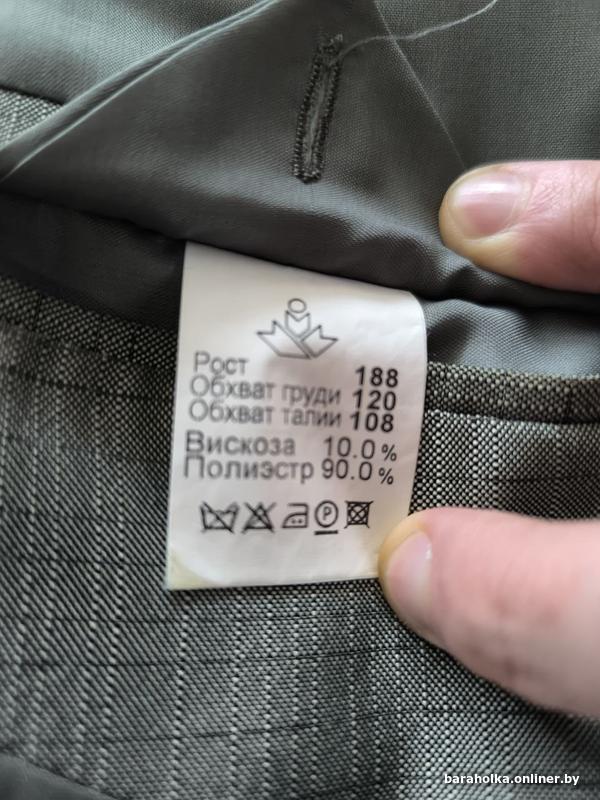 Рост 188
Обхват груди 120
Обхват талии 108
Вискоза 10.0 %
Полиэстр 90.0 %
P
baraholka.onliner.by